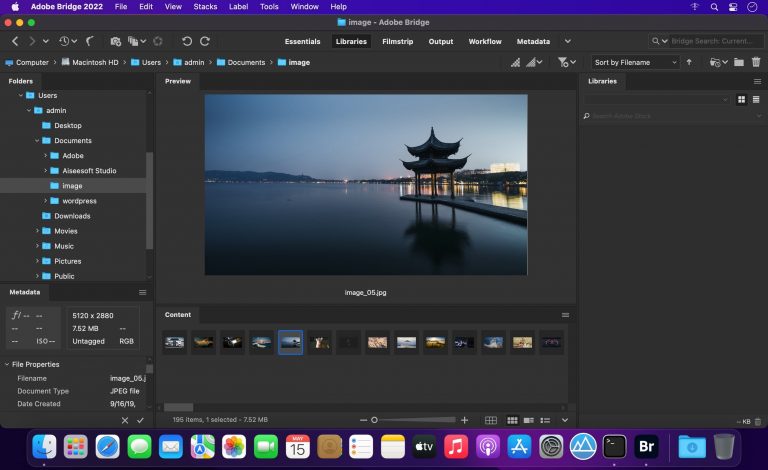 Adobe Bridge 2022 File Edit View Stacks Label Tools Window Help
image - Adobe Bridge
Essentials Libraries Filmstrip Output Workflow Metadata
Bridge Search: Current...
Computer Macintosh HD Users admin Documents image
Sort by Filename
Folders
Users
admin
Desktop
Documents
Adobe
Aiseesoft Studio
image
wordpress
Downloads
Movies
Music
Pictures
Public
Preview
image_05.jpg
Libraries
Search Adobe Stock
Metadata
f/ -- --
-- --
-- ISO --
5120 x 2880
7.52 MB --
Untagged RGB
File Properties
Filename image_05.j
Document Type JPEG file
Date Created 9/16/19,
Content
195 items, 1 selected - 7.52 MB
-- KB
MAY
15
tv
Br